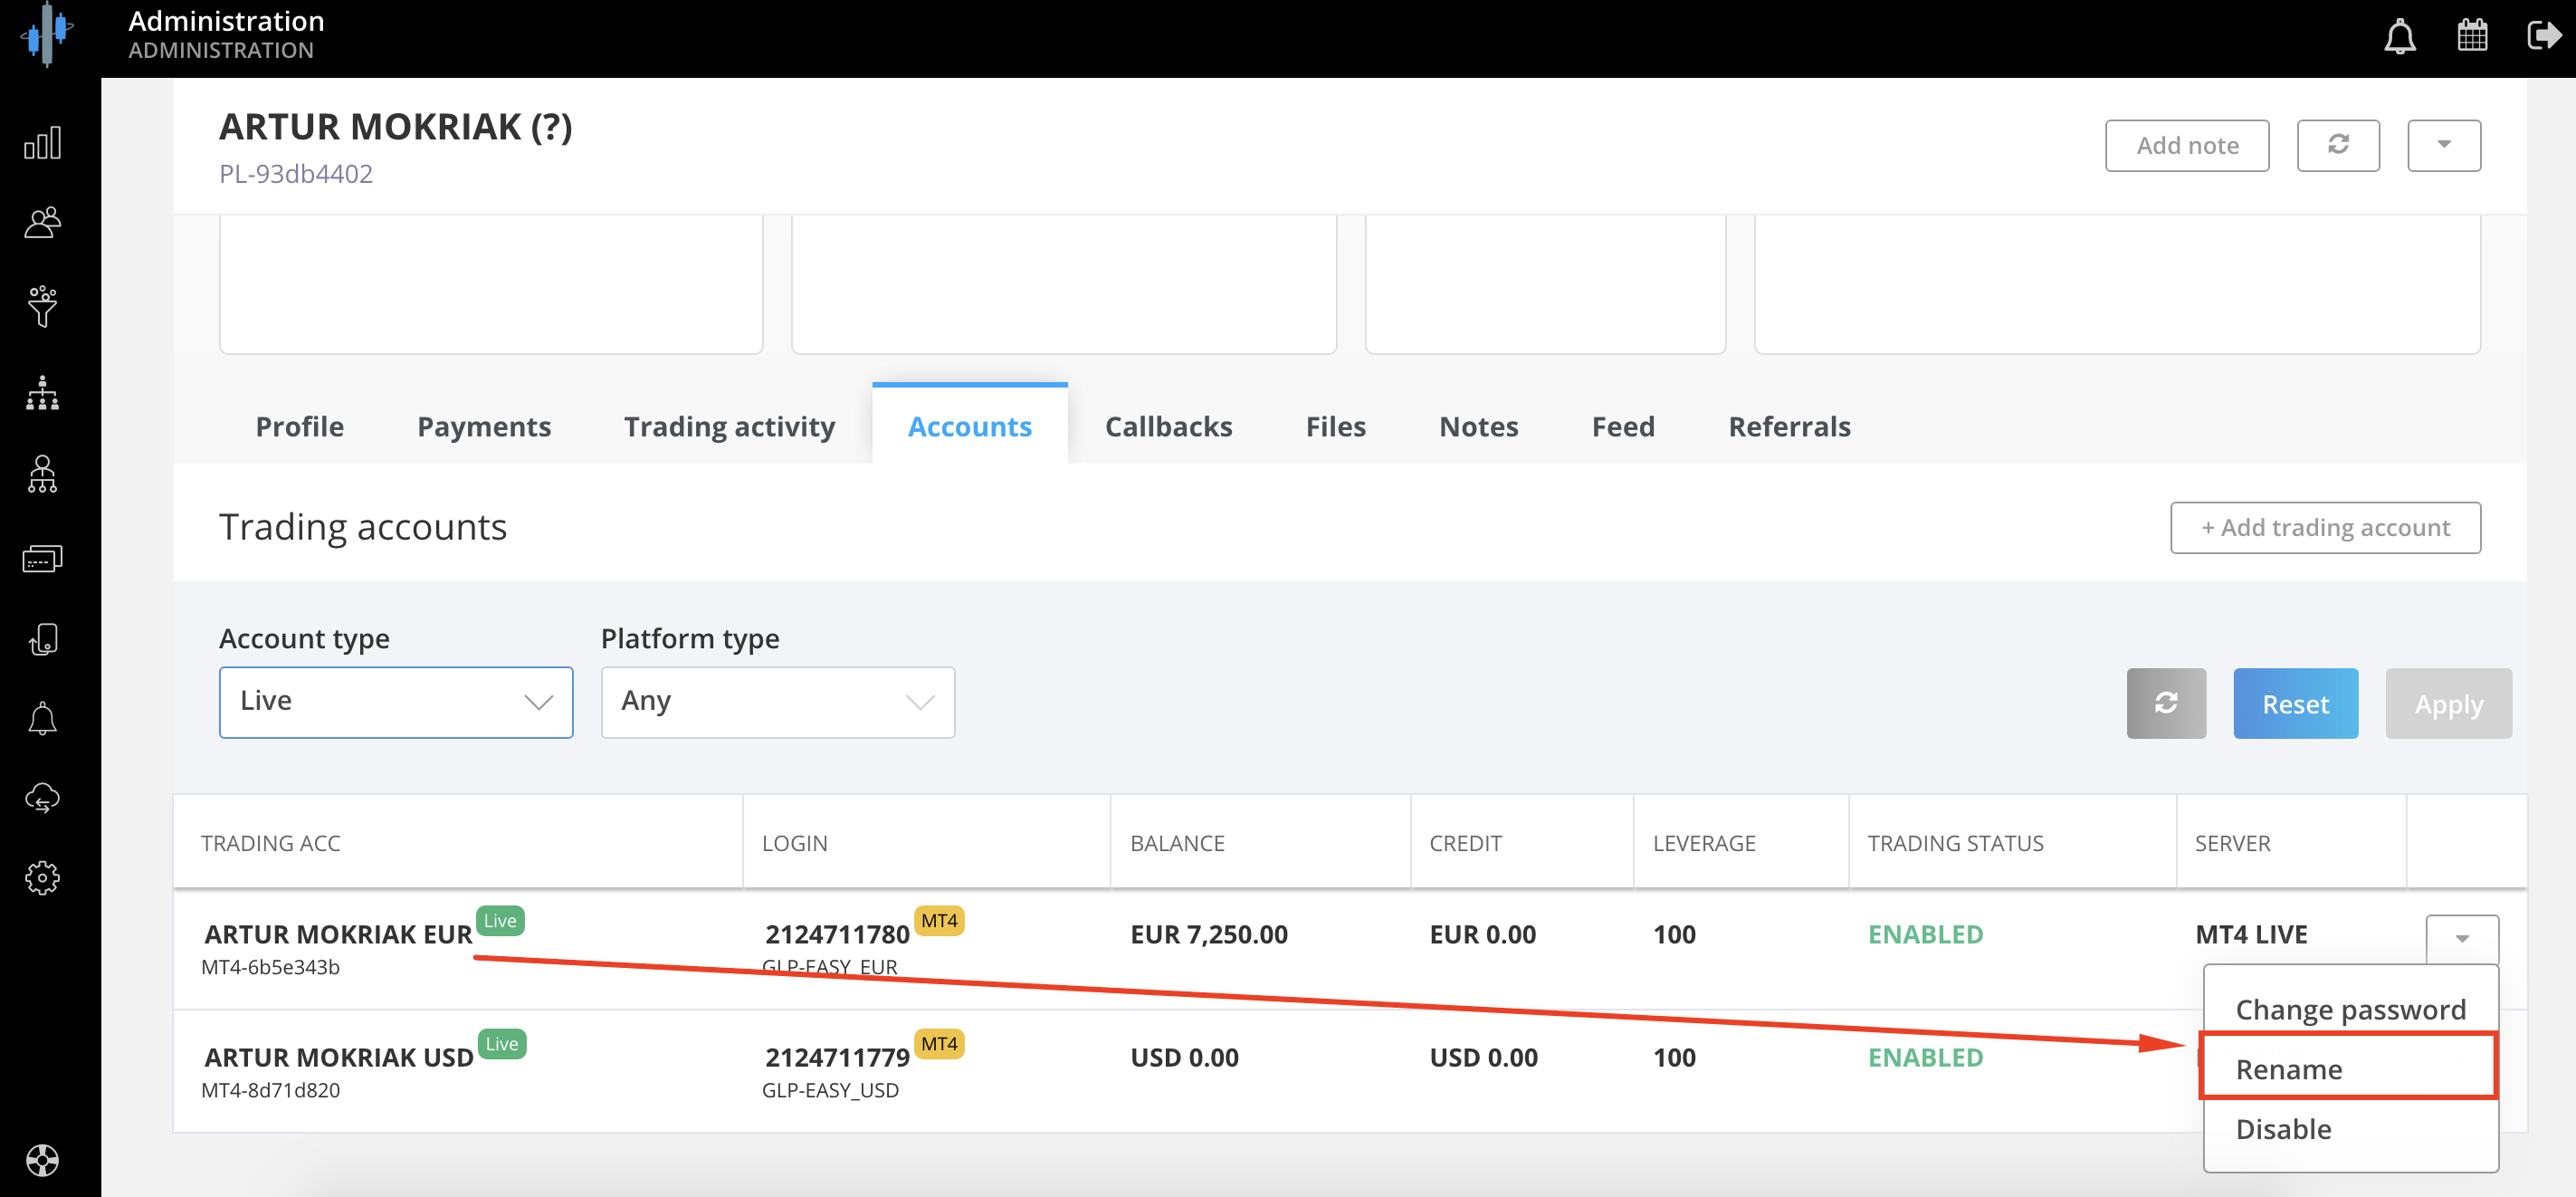 Administration
ADMINISTRATION
ARTUR MOKRIAK (?)
PL-93db4402
Add note
Profile Payments Trading activity Accounts Callbacks Files Notes Feed Referrals
Trading accounts
+ Add trading account
Account type Platform type
Live Any Reset Apply
TRADING ACC LOGIN BALANCE CREDIT LEVERAGE TRADING STATUS SERVER
ARTUR MOKRIAK EUR Live 2124711780 MT4 EUR 7,250.00 EUR 0.00 100 ENABLED MT4 LIVE
MT4-6b5e343b GLP-EASY_EUR
Change password
ARTUR MOKRIAK USD Live 2124711779 MT4 USD 0.00 USD 0.00 100 ENABLED
Rename
MT4-8d71d820 GLP-EASY_USD
Disable